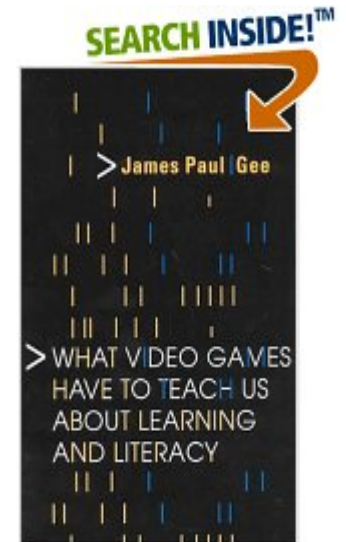 SEARCH INSIDE!™
> James Paul Gee
> WHAT VIDEO GAMES
HAVE TO TEACH US
ABOUT LEARNING
AND LITERACY